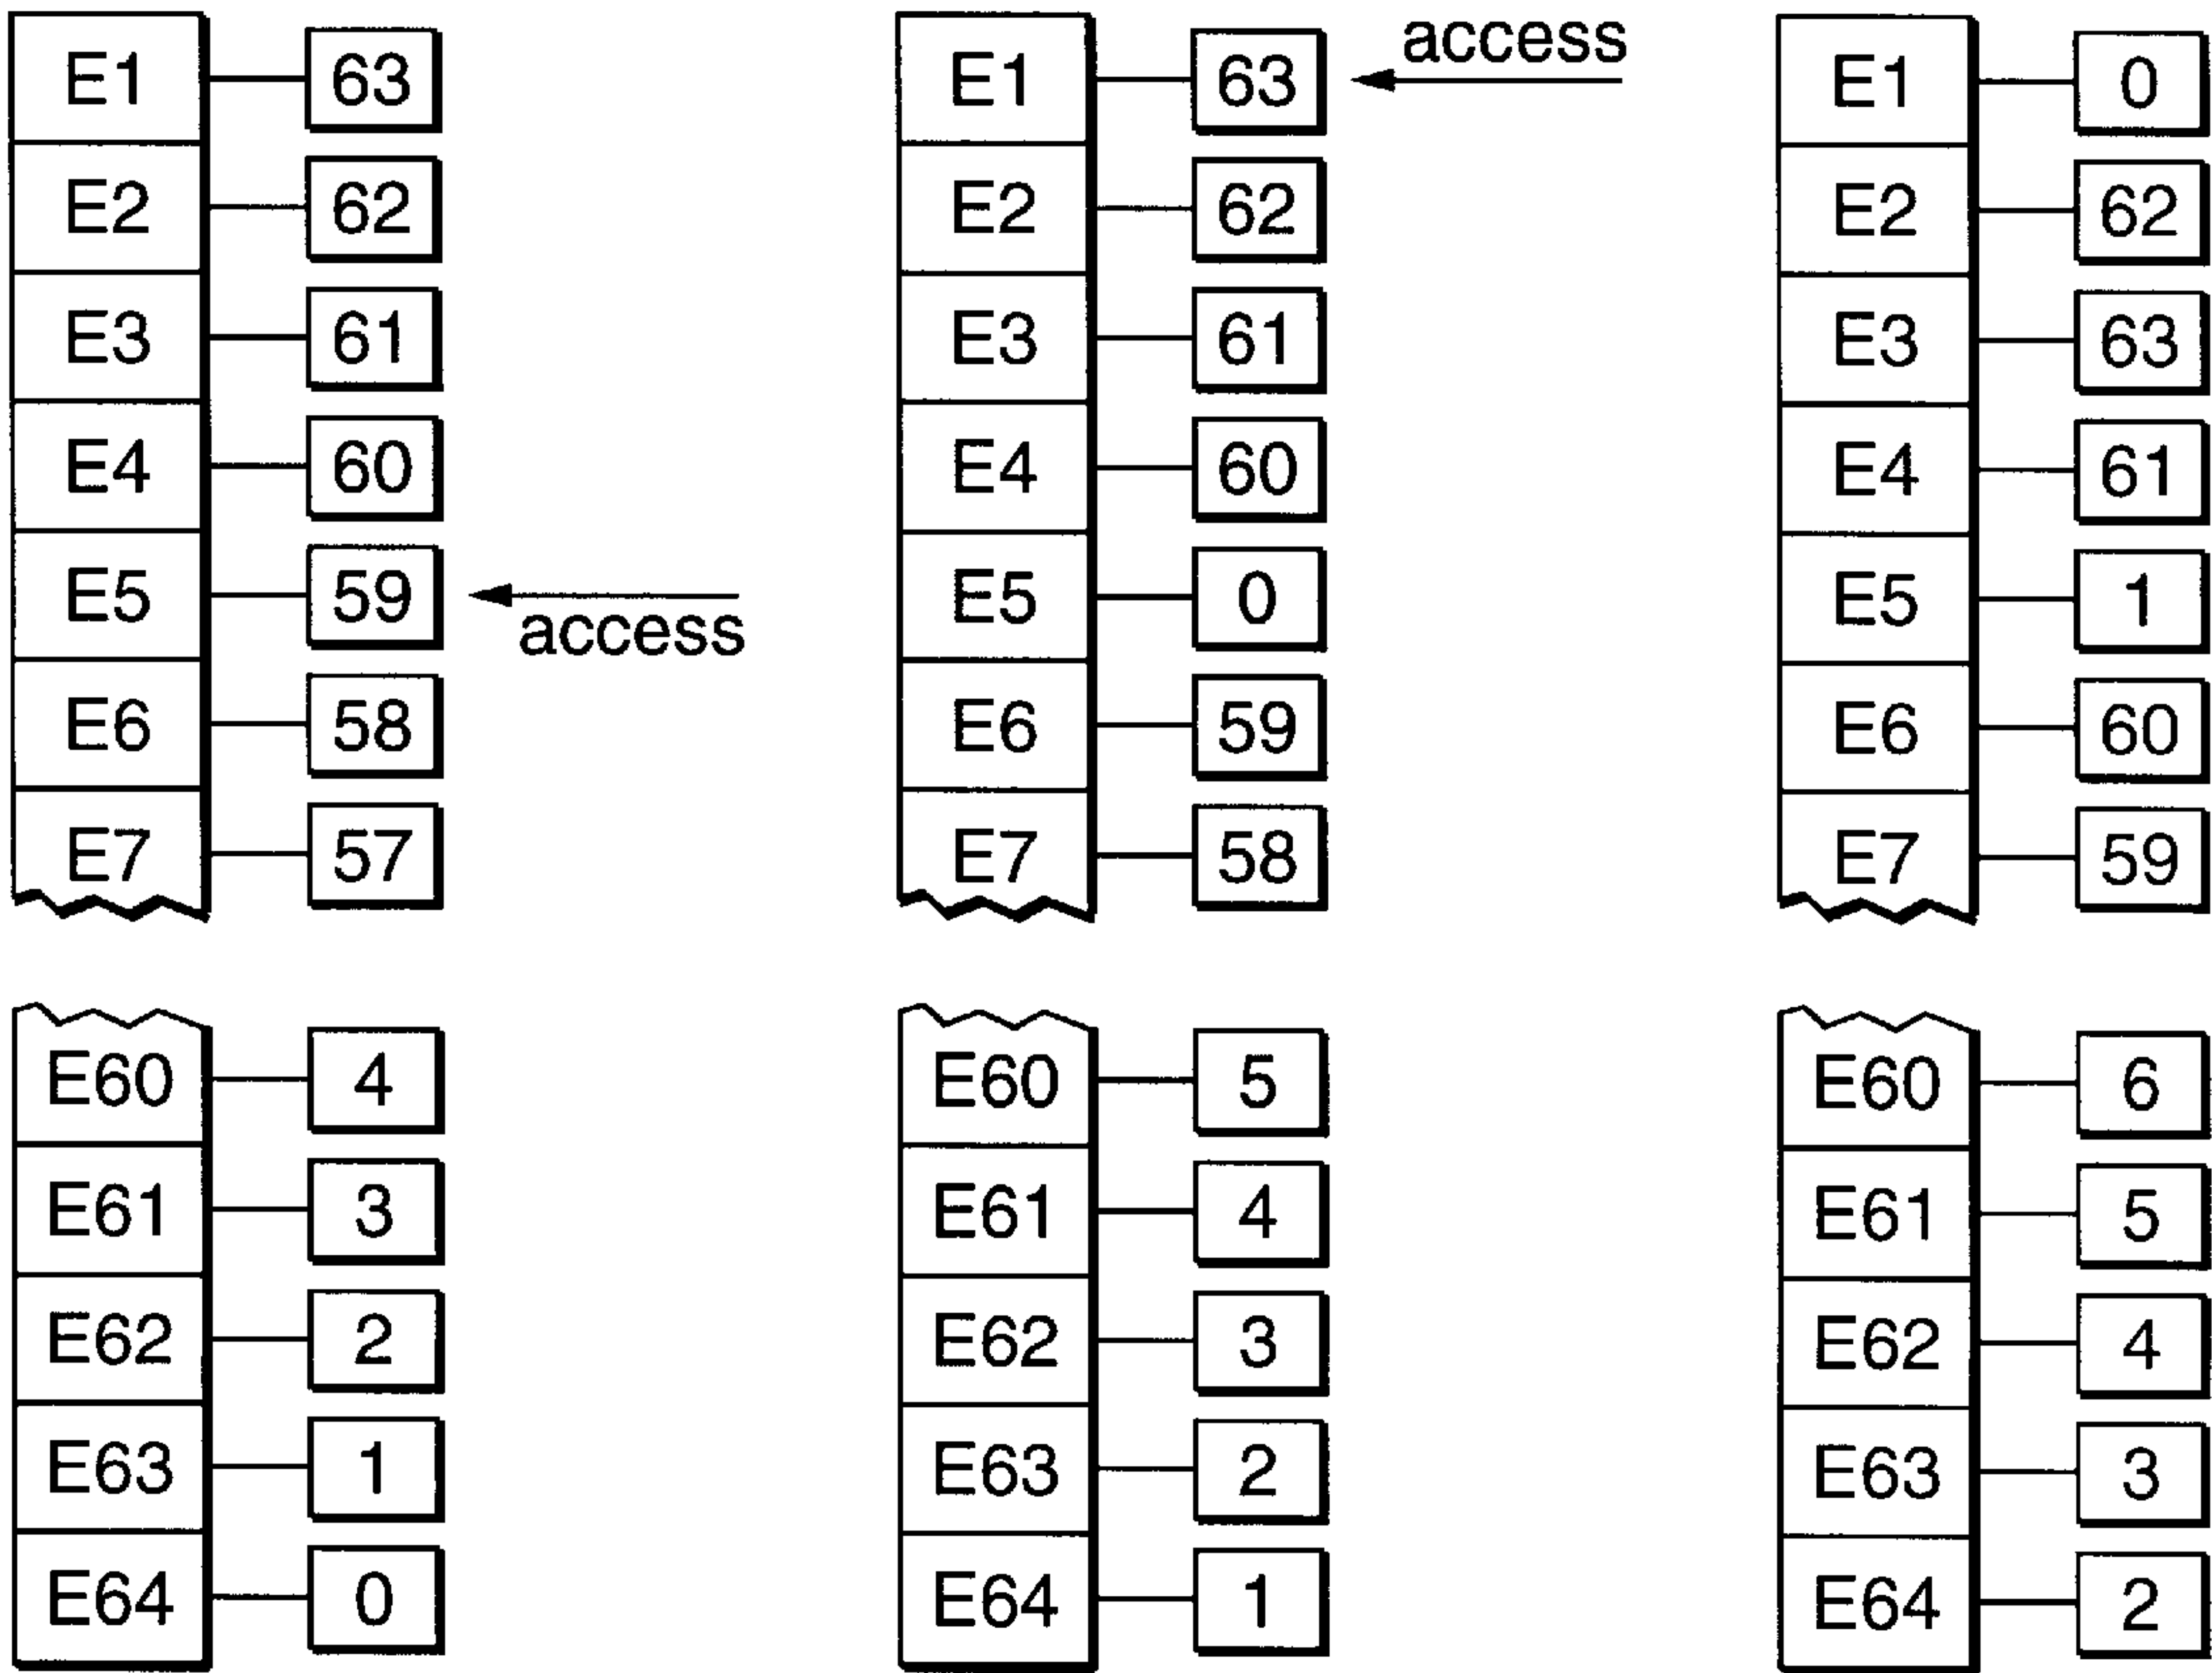 access
E1 63 E1 63 E1 0
E2 62 E2 62 E2 62
E3 61 E3 61 E3 63
E4 60 E4 60 E4 61
E5 59 E5 0 E5 1
access
E6 58 E6 59 E6 60
E7 57 E7 58 E7 59
E60 4 E60 5 E60 6
E61 3 E61 4 E61 5
E62 2 E62 3 E62 4
E63 1 E63 2 E63 3
E64 0 E64 1 E64 2